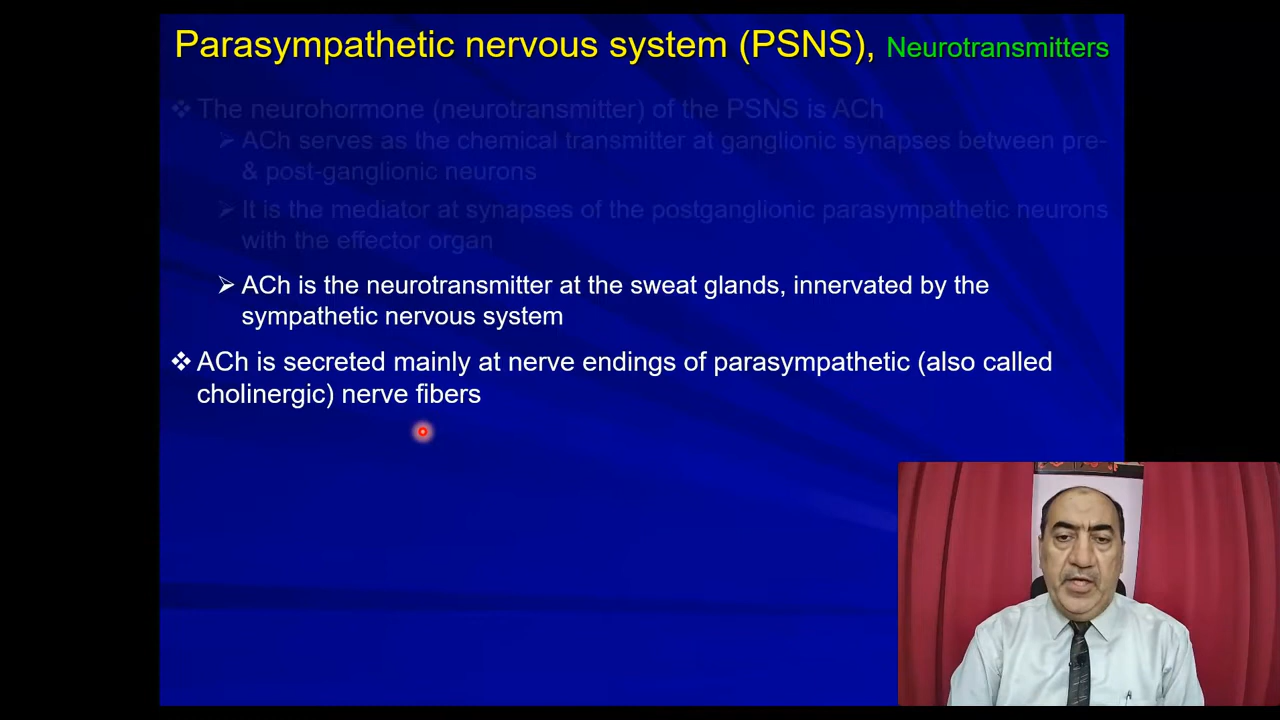 Parasympathetic nervous system (PSNS), Neurotransmitters
❖ The neurohormone (neurotransmitter) of the PSNS is ACh
➢ ACh serves as the chemical transmitter at ganglionic synapses between pre-
& post-ganglionic neurons
➢ It is the mediator at synapses of the postganglionic parasympathetic neurons
with the effector organ
➢ ACh is the neurotransmitter at the sweat glands, innervated by the
sympathetic nervous system
❖ ACh is secreted mainly at nerve endings of parasympathetic (also called
cholinergic) nerve fibers